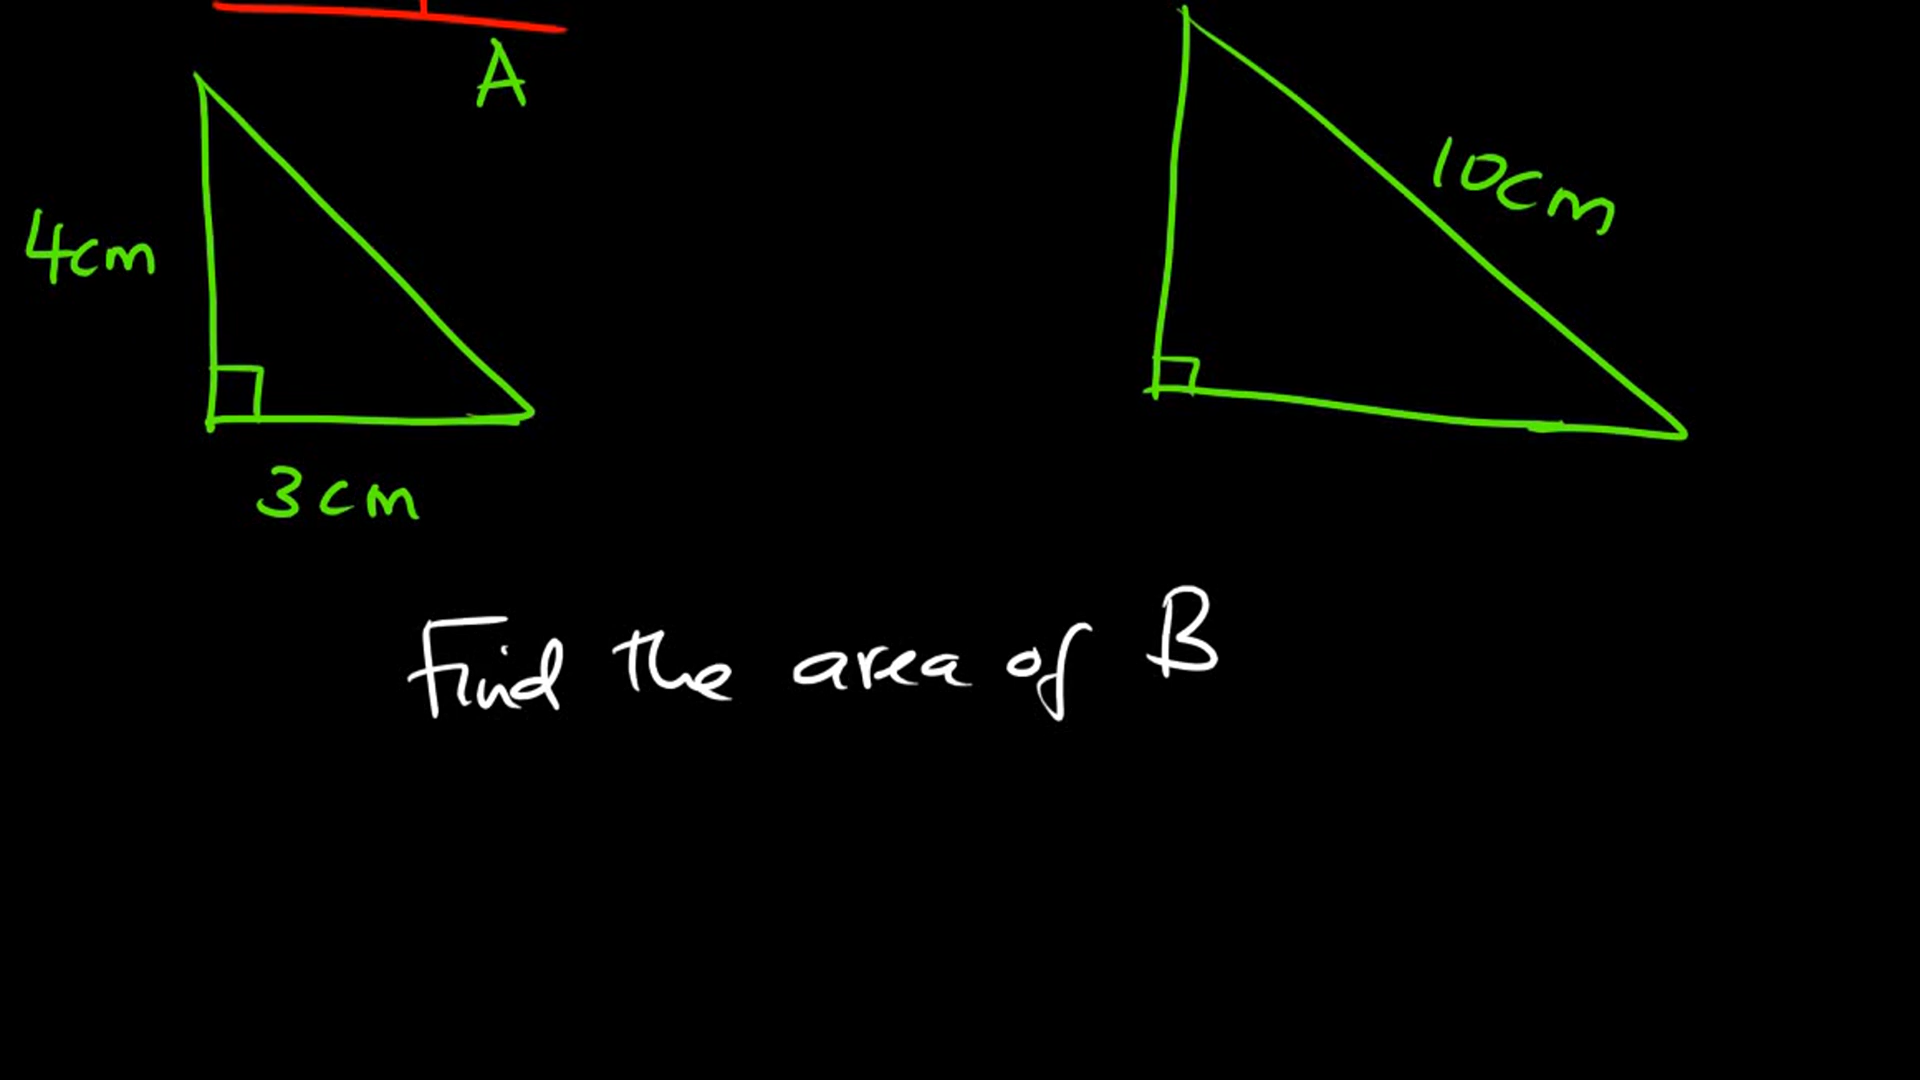 A
10cm
4cm
3cm
Find the area of B